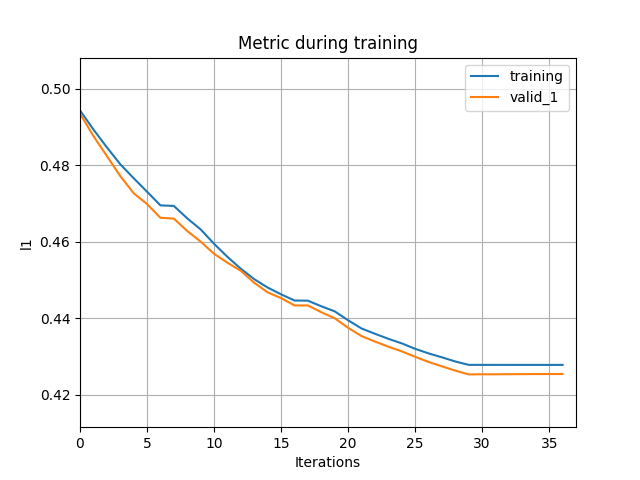 Metric during training
training
valid_1
0.50
0.48
0.46
0.44
0.42
l1
0 5 10 15 20 25 30 35
Iterations